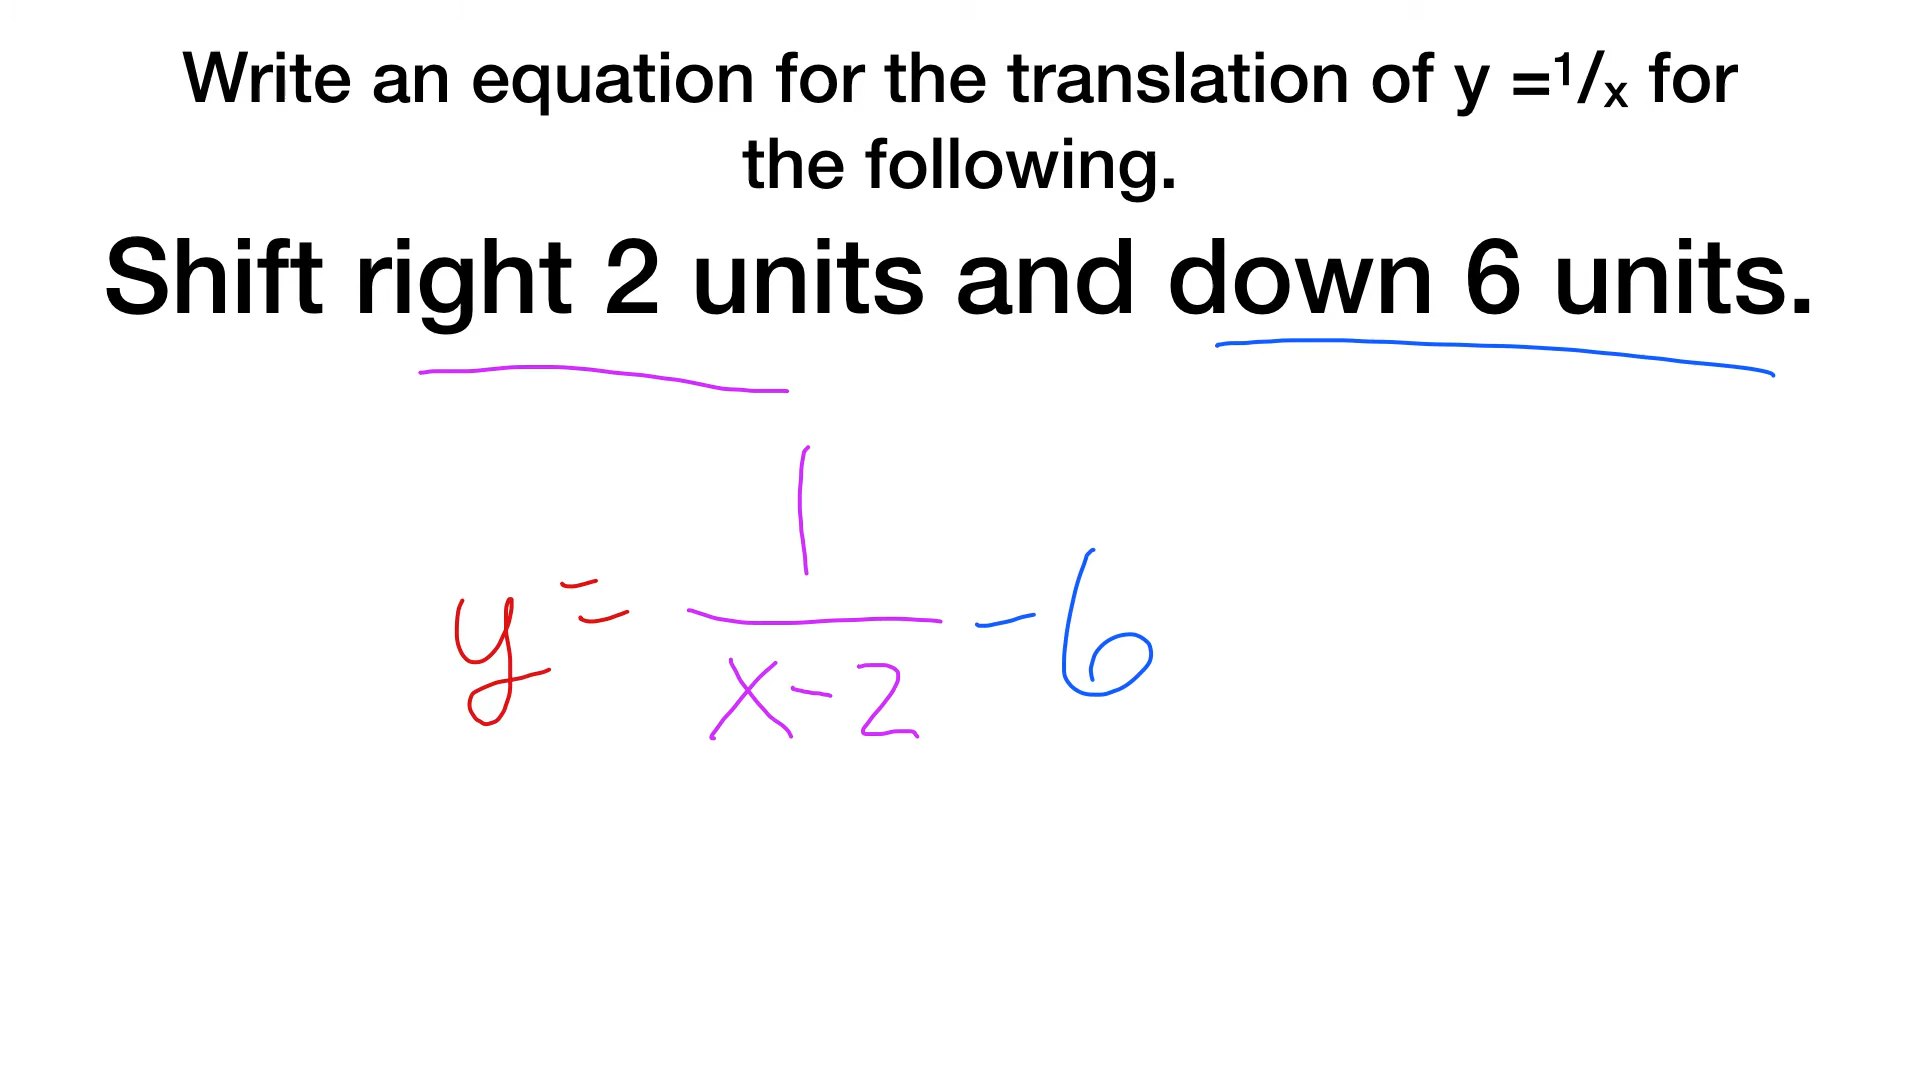 Write an equation for the translation of y =¹/ₓ for
the following.
Shift right 2 units and down 6 units.
y = 1/(x-2) - 6